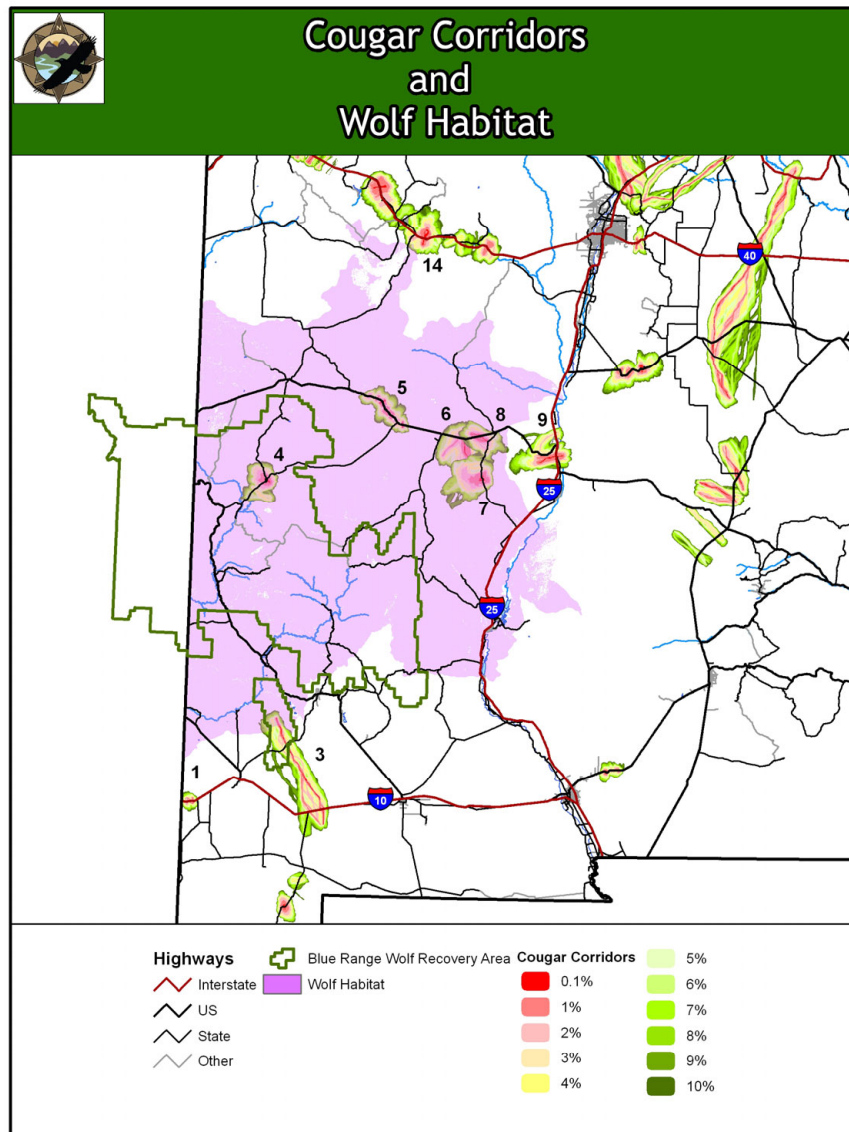 N
Cougar Corridors
and
Wolf Habitat
14
40
5
6
8
9
4
7
25
25
3
1
10
Highways
Interstate
US
State
Other
Blue Range Wolf Recovery Area
Wolf Habitat
Cougar Corridors
0.1%
1%
2%
3%
4%
5%
6%
7%
8%
9%
10%